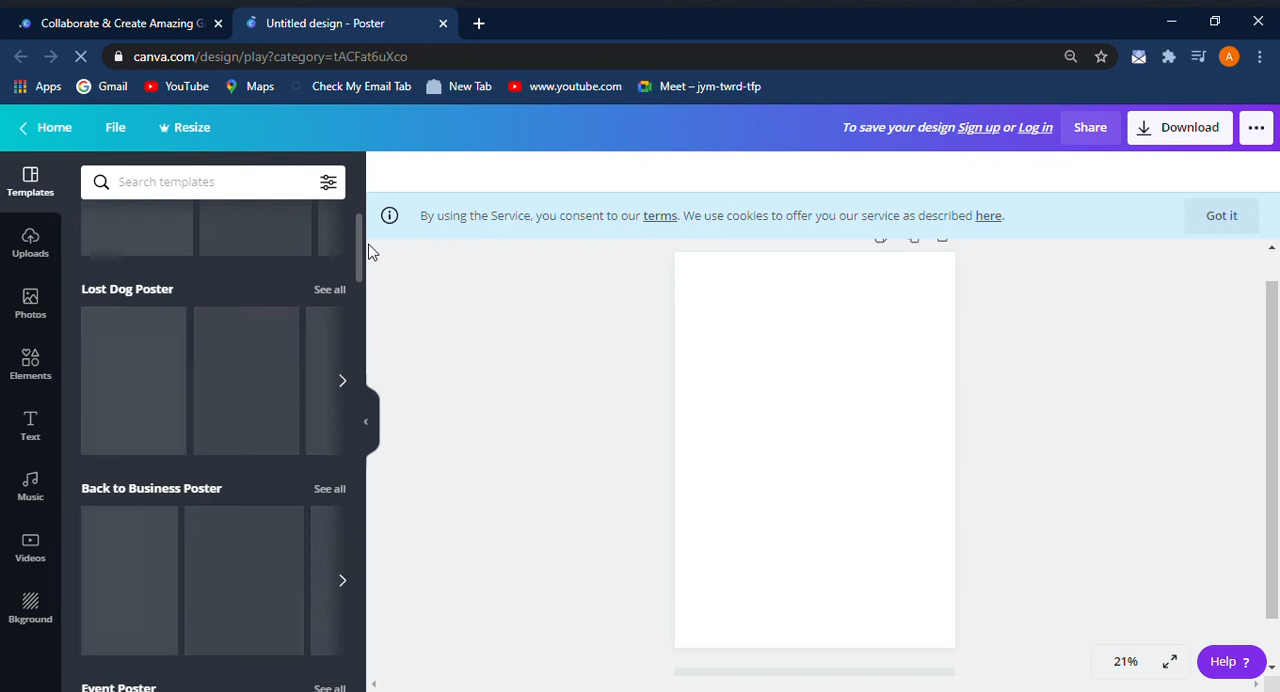 Collaborate & Create Amazing G
Untitled design - Poster
canva.com/design/play?category=tACFat6uXco
A
Apps
Gmail
YouTube
Maps
Check My Email Tab
New Tab
www.youtube.com
Meet – jym-twrd-tfp
Home
File
Resize
To save your design Sign up or Log in
Share
Download
Templates
Search templates
By using the Service, you consent to our terms. We use cookies to offer you our service as described here.
Got it
Uploads
Lost Dog Poster
See all
Photos
Elements
Text
Back to Business Poster
See all
Music
Videos
Bkground
Event Poster
See all
21%
Help ?